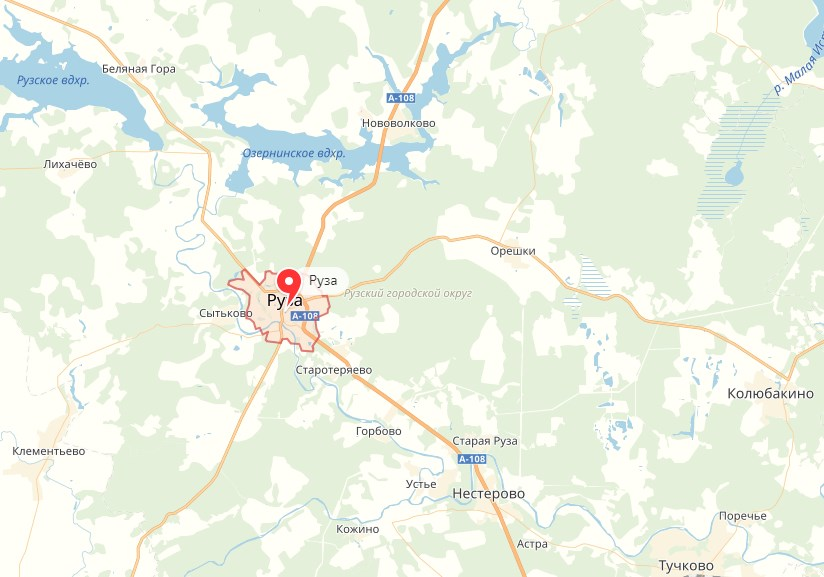 Рузское вдхр.
Беляная Гора
А-108
Нововолково
р. Малая Ис
Озернинское вдхр.
Лихачёво
Орешки
Руза
Руза
Рузский городской округ
Сытьково
А-108
Старотеряево
Колюбакино
Горбово
Старая Руза
Клементьево
А-108
Устье
Нестерово
Поречье
Кожино
Астра
Тучково